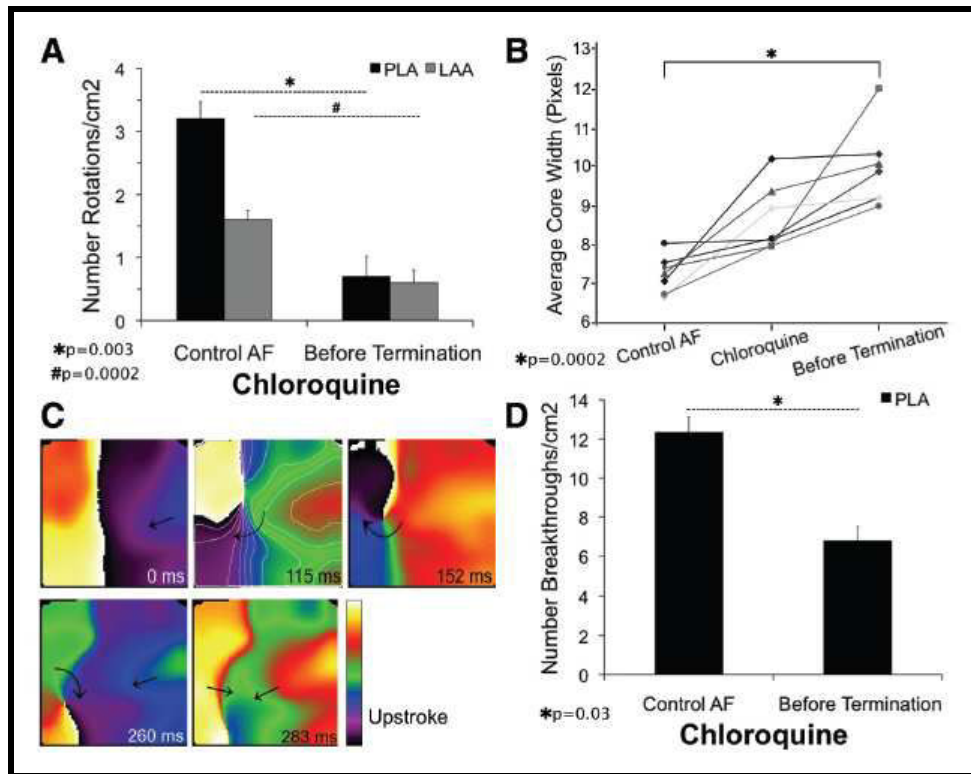 A
PLA LAA
4
3
2
1
0
Number Rotations/cm2
*
#
Control AF Before Termination
*p=0.003
#p=0.0002
Chloroquine
B
13
12
11
10
9
8
7
6
Average Core Width (Pixels)
*
Control AF Chloroquine Before Termination
*p=0.0002
C
0 ms
115 ms
152 ms
260 ms
283 ms
Upstroke
D
PLA
14
12
10
8
6
4
2
0
Number Breakthroughs/cm2
*
Control AF Before Termination
*p=0.03
Chloroquine